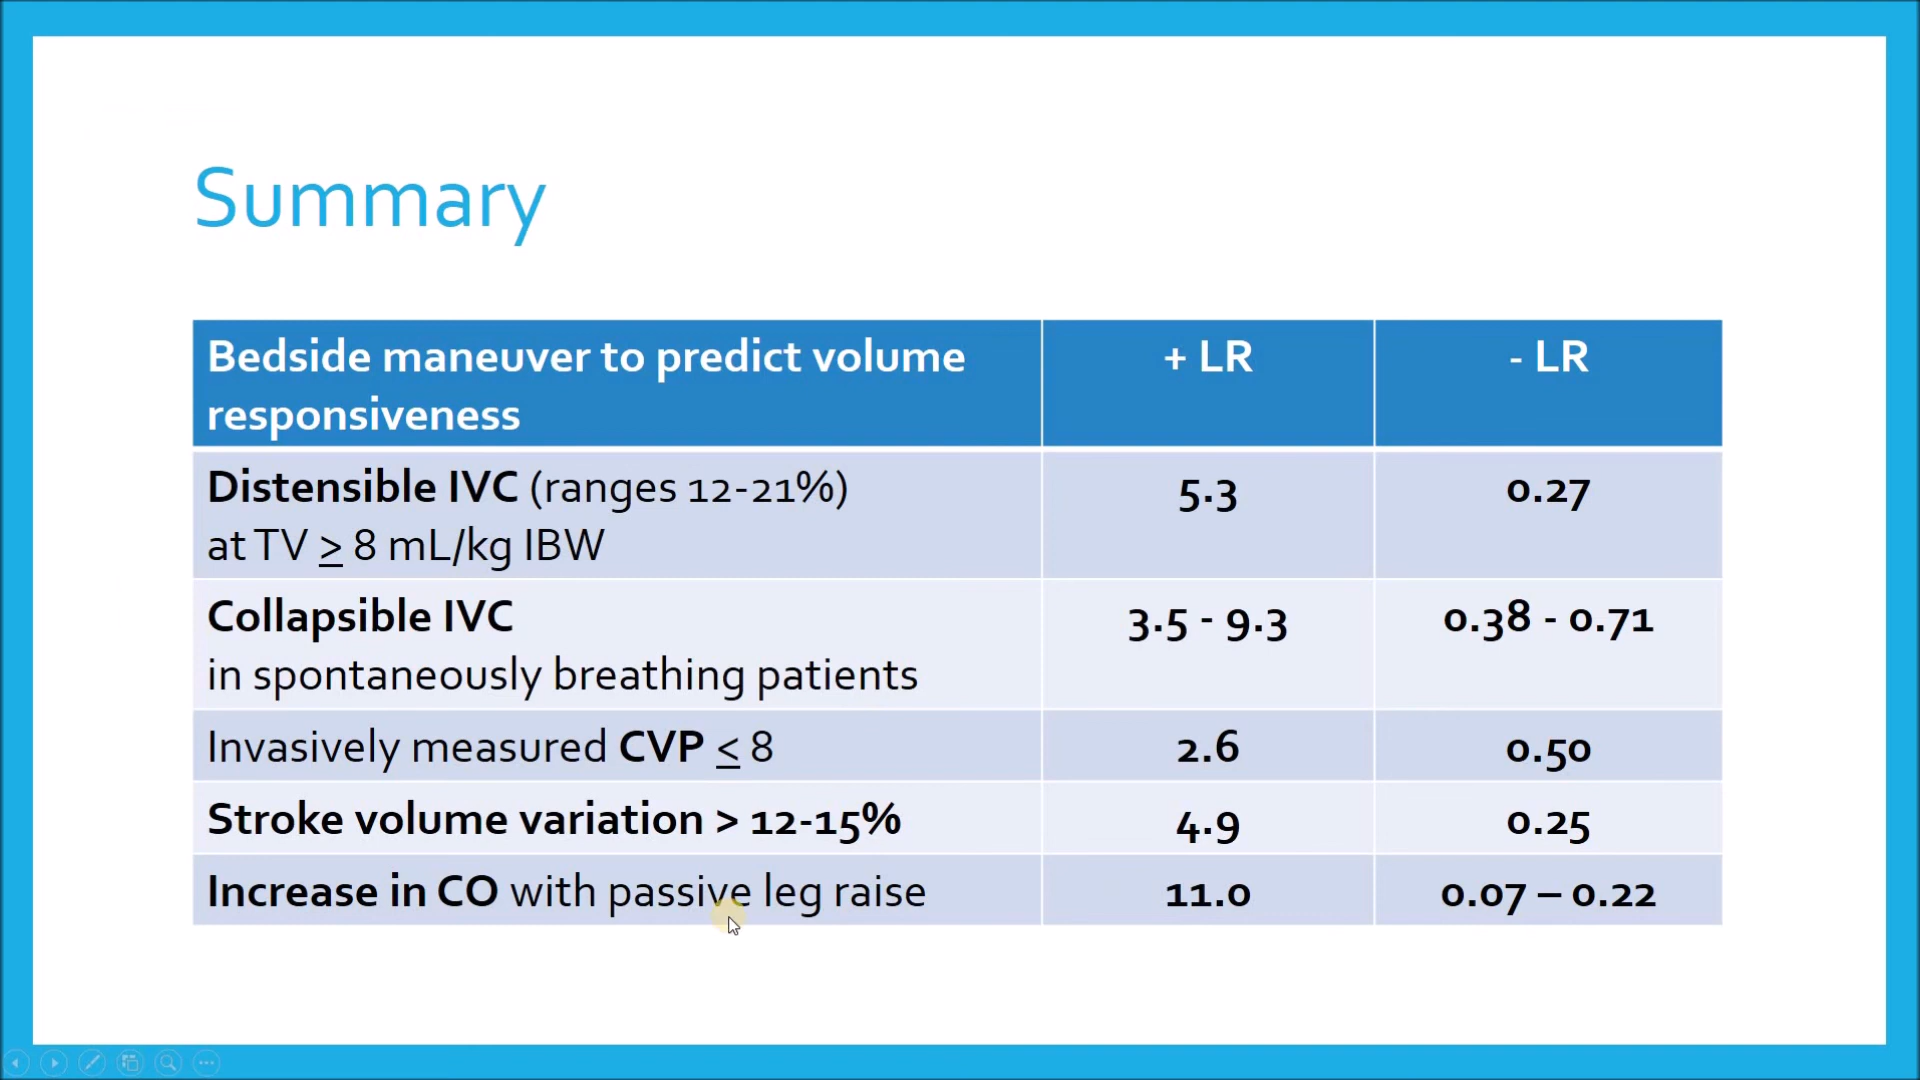 Summary
Bedside maneuver to predict volume responsiveness + LR - LR
Distensible IVC (ranges 12-21%) 5.3 0.27
at TV ≥ 8 mL/kg IBW
Collapsible IVC 3.5 - 9.3 0.38 - 0.71
in spontaneously breathing patients
Invasively measured CVP ≤ 8 2.6 0.50
Stroke volume variation > 12-15% 4.9 0.25
Increase in CO with passive leg raise 11.0 0.07 – 0.22